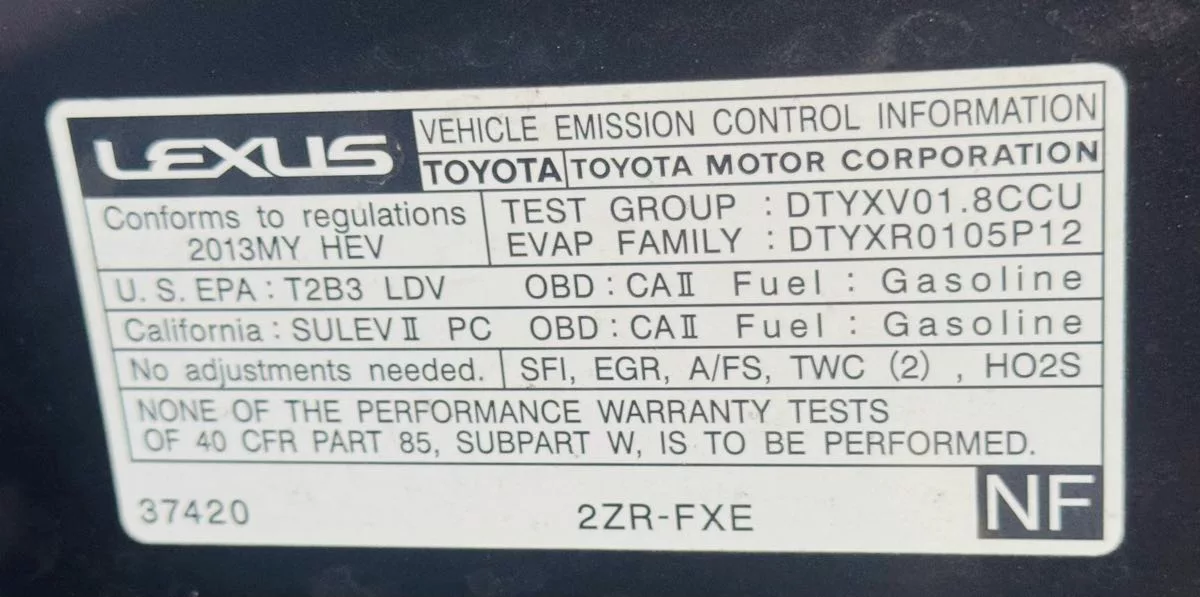 LEXUS
VEHICLE EMISSION CONTROL INFORMATION
TOYOTA TOYOTA MOTOR CORPORATION
Conforms to regulations
2013MY HEV
TEST GROUP : DTYXV01.8CCU
EVAP FAMILY : DTYXR0105P12
U.S. EPA : T2B3 LDV OBD : CAⅡ Fuel : Gasoline
California : SULEVⅡ PC OBD : CAⅡ Fuel : Gasoline
No adjustments needed. SFI, EGR, A/FS, TWC (2) , HO2S
NONE OF THE PERFORMANCE WARRANTY TESTS
OF 40 CFR PART 85, SUBPART W, IS TO BE PERFORMED.
37420 2ZR-FXE NF